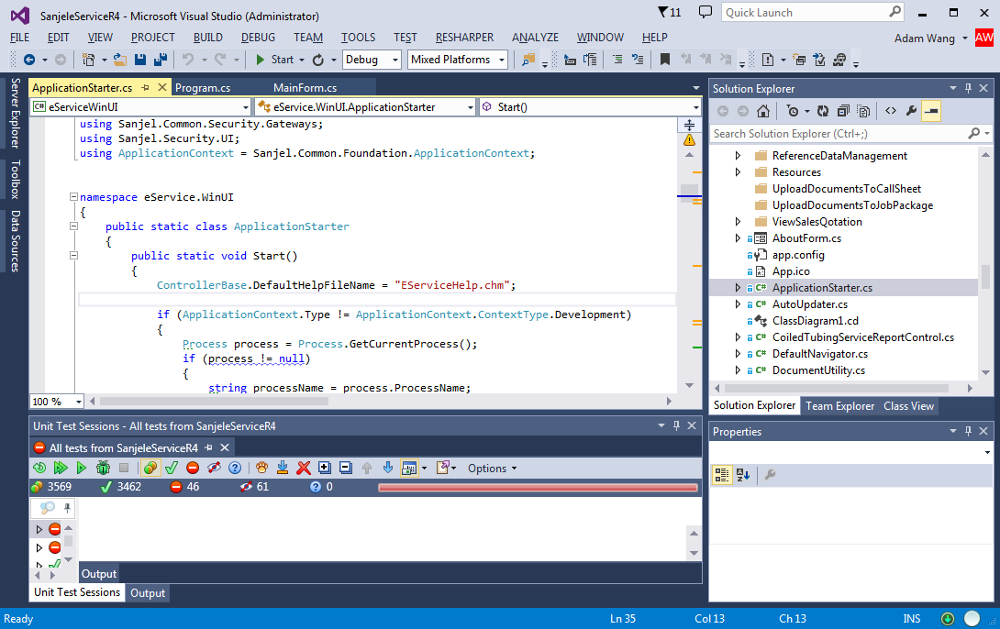 SanjeleServiceR4 - Microsoft Visual Studio (Administrator)
11
Quick Launch
FILE EDIT VIEW PROJECT BUILD DEBUG TEAM TOOLS TEST RESHARPER ANALYZE WINDOW HELP
Adam Wang AW
Start Debug Mixed Platforms
Server Explorer
Toolbox
Data Sources
ApplicationStarter.cs Program.cs MainForm.cs
C# eServiceWinUI eService.WinUI.ApplicationStarter Start()
using Sanjel.Common.Security.Gateways;
using Sanjel.Security.UI;
using ApplicationContext = Sanjel.Common.Foundation.ApplicationContext;
namespace eService.WinUI
{
public static class ApplicationStarter
{
public static void Start()
{
ControllerBase.DefaultHelpFileName = "EServiceHelp.chm";
if (ApplicationContext.Type != ApplicationContext.ContextType.Development)
{
Process process = Process.GetCurrentProcess();
if (process != null)
{
string processName = process.ProcessName;
100 %
Unit Test Sessions - All tests from SanjeleServiceR4
All tests from SanjeleServiceR4
Options
3569 3462 46 61 0
Output
Unit Test Sessions Output
Solution Explorer
Search Solution Explorer (Ctrl+;)
ReferenceDataManagement
Resources
UploadDocumentsToCallSheet
UploadDocumentsToJobPackage
ViewSalesQotation
AboutForm.cs
app.config
App.ico
C# ApplicationStarter.cs
C# AutoUpdater.cs
ClassDiagram1.cd
C# CoiledTubingServiceReportControl.cs
C# DefaultNavigator.cs
C# DocumentUtility.cs
Solution Explorer Team Explorer Class View
Properties
Ready Ln 35 Col 13 Ch 13 INS